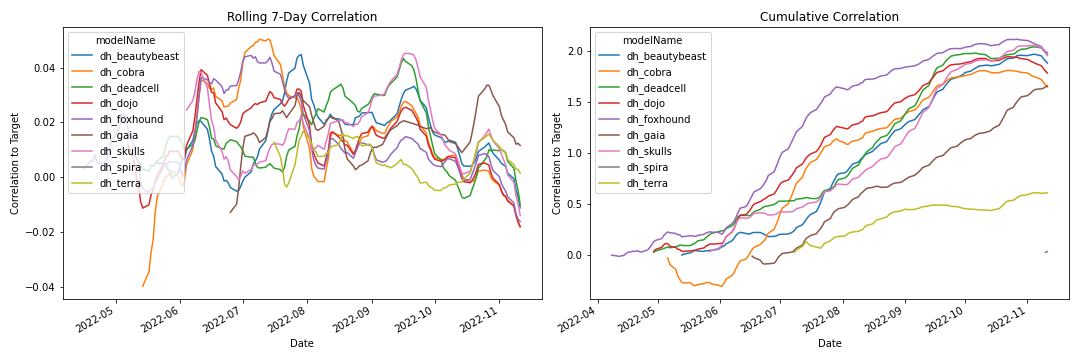 Rolling 7-Day Correlation
Correlation to Target
0.04
0.02
0.00
−0.02
−0.04
modelName
dh_beautybeast
dh_cobra
dh_deadcell
dh_dojo
dh_foxhound
dh_gaia
dh_skulls
dh_spira
dh_terra
2022-05
2022-06
2022-07
2022-08
2022-09
2022-10
2022-11
Date
Cumulative Correlation
Correlation to Target
2.0
1.5
1.0
0.5
0.0
modelName
dh_beautybeast
dh_cobra
dh_deadcell
dh_dojo
dh_foxhound
dh_gaia
dh_skulls
dh_spira
dh_terra
2022-04
2022-05
2022-06
2022-07
2022-08
2022-09
2022-10
2022-11
Date